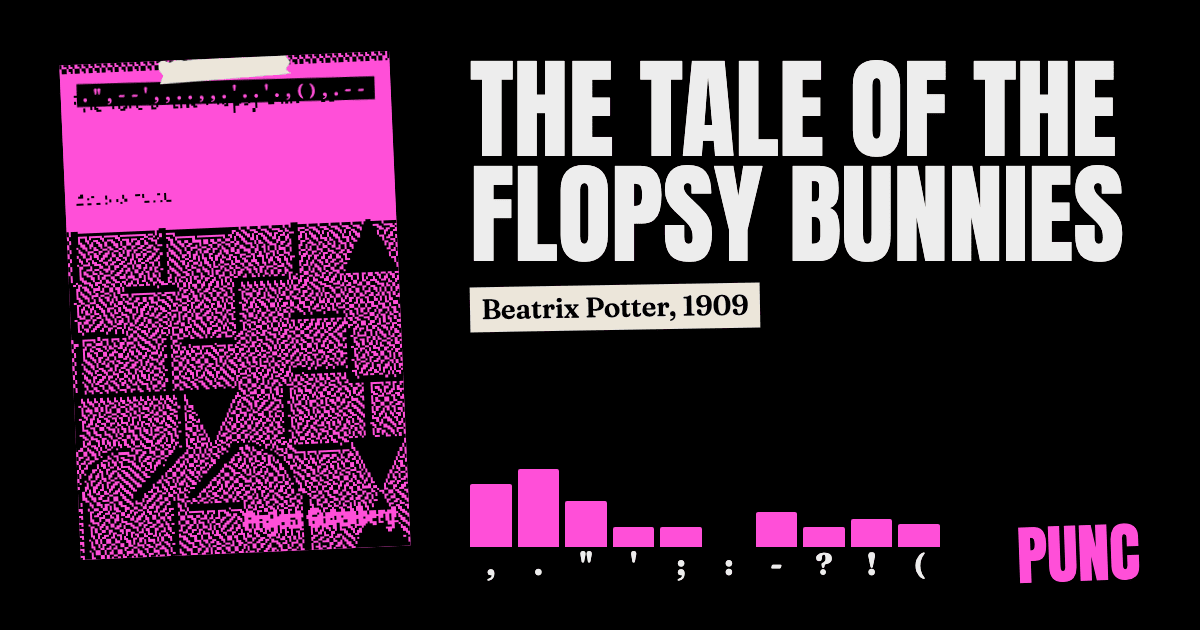 .",--',,..,,.'..'.,(),.--
THE TALE OF THE
FLOPSY BUNNIES
Beatrix Potter, 1909
, . " ' ; : - ? ! (
PUNC